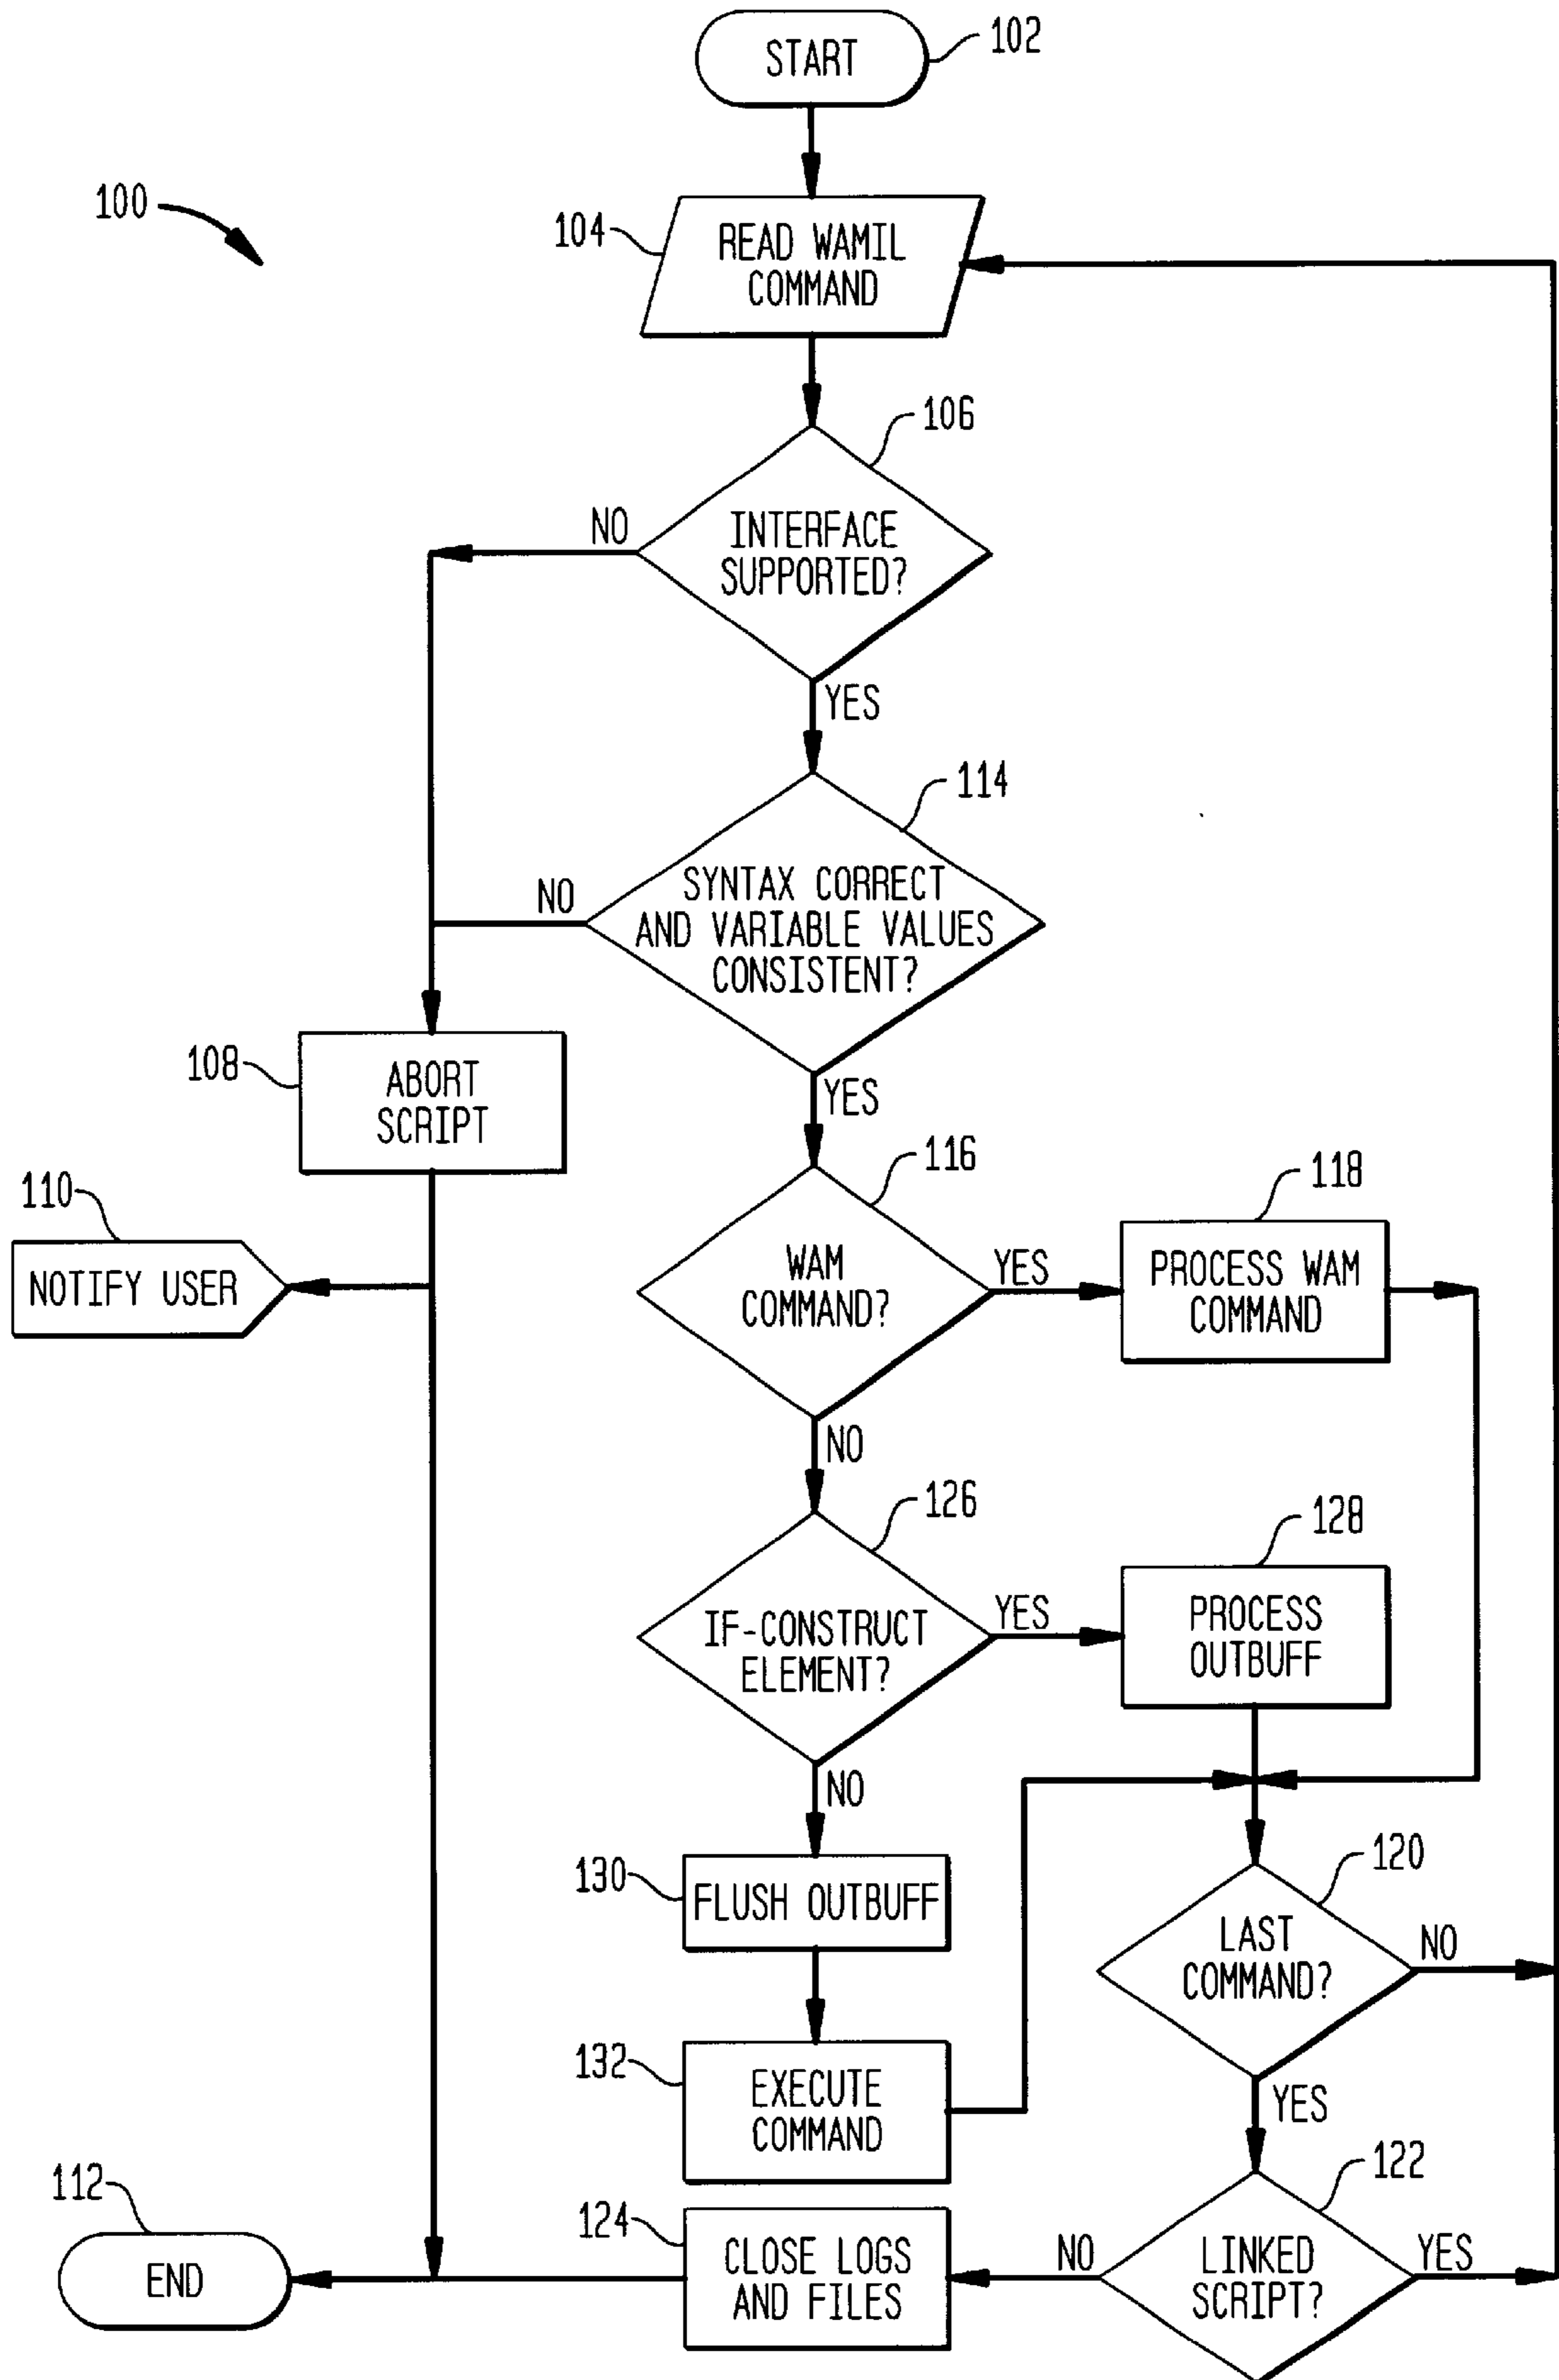 START
102
100
104
READ WAMIL
COMMAND
106
INTERFACE
SUPPORTED?
NO
YES
114
SYNTAX CORRECT
AND VARIABLE VALUES
CONSISTENT?
NO
YES
108
ABORT
SCRIPT
110
NOTIFY USER
116
WAM
COMMAND?
YES
NO
118
PROCESS WAM
COMMAND
126
IF-CONSTRUCT
ELEMENT?
YES
NO
128
PROCESS
OUTBUFF
130
FLUSH OUTBUFF
120
LAST
COMMAND?
NO
YES
132
EXECUTE
COMMAND
122
LINKED
SCRIPT?
YES
NO
124
CLOSE LOGS
AND FILES
112
END